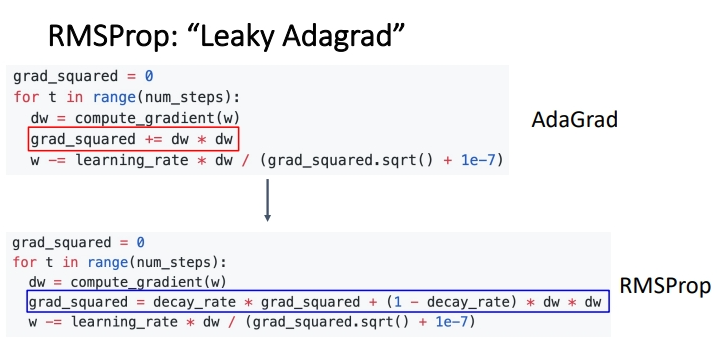 RMSProp: “Leaky Adagrad”
grad_squared = 0
for t in range(num_steps):
dw = compute_gradient(w)
grad_squared += dw * dw
w -= learning_rate * dw / (grad_squared.sqrt() + 1e-7)
AdaGrad
grad_squared = 0
for t in range(num_steps):
dw = compute_gradient(w)
grad_squared = decay_rate * grad_squared + (1 - decay_rate) * dw * dw
w -= learning_rate * dw / (grad_squared.sqrt() + 1e-7)
RMSProp